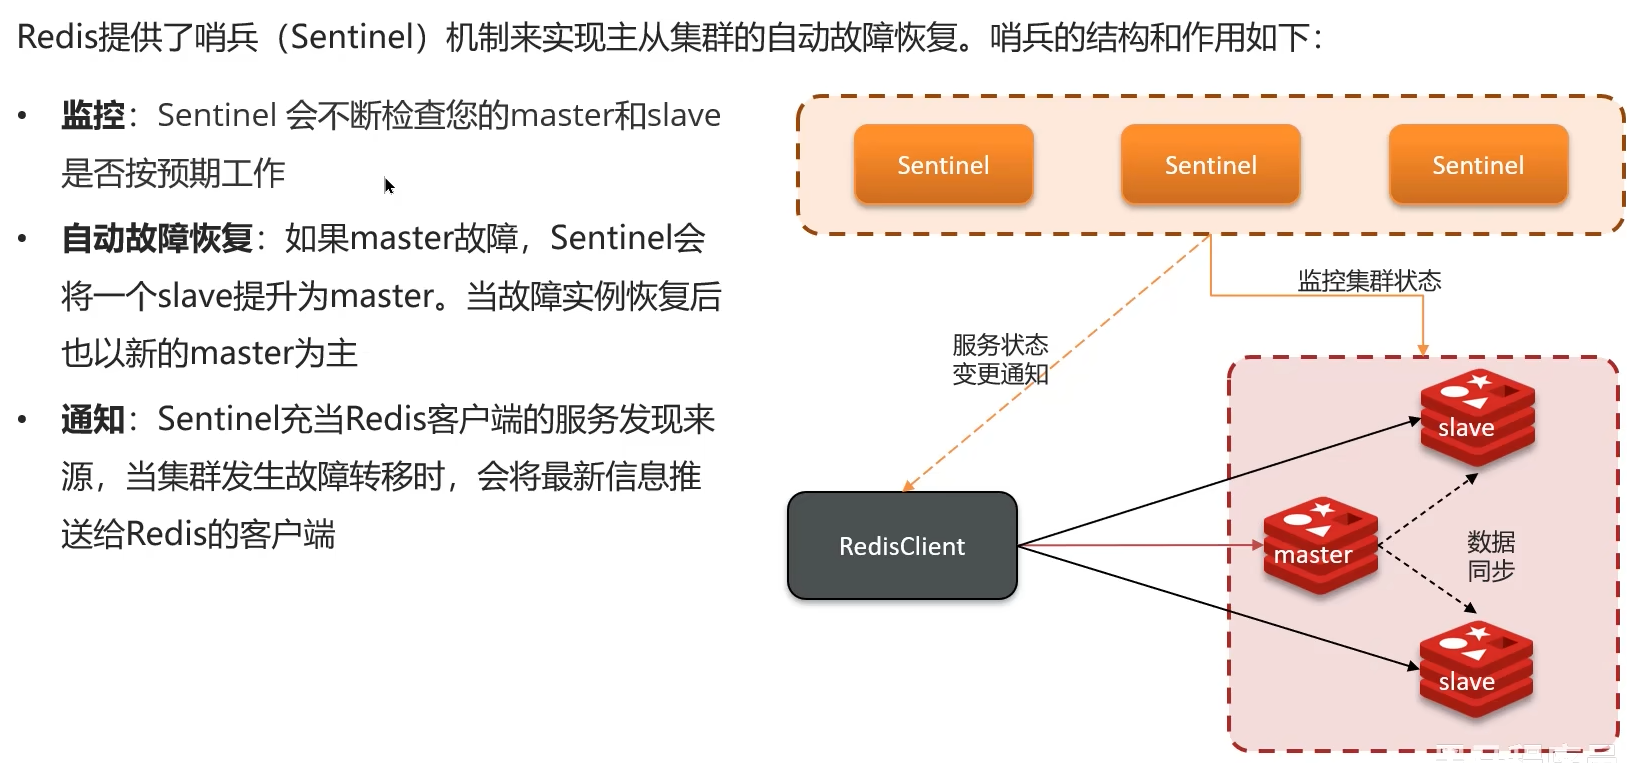 Redis提供了哨兵（Sentinel）机制来实现主从集群的自动故障恢复。哨兵的结构和作用如下：
• 监控：Sentinel 会不断检查您的master和slave
是否按预期工作
• 自动故障恢复：如果master故障，Sentinel会
将一个slave提升为master。当故障实例恢复后
也以新的master为主
• 通知：Sentinel充当Redis客户端的服务发现来
源，当集群发生故障转移时，会将最新信息推
送给Redis的客户端
Sentinel
Sentinel
Sentinel
监控集群状态
服务状态
变更通知
RedisClient
slave
master
数据
同步
slave